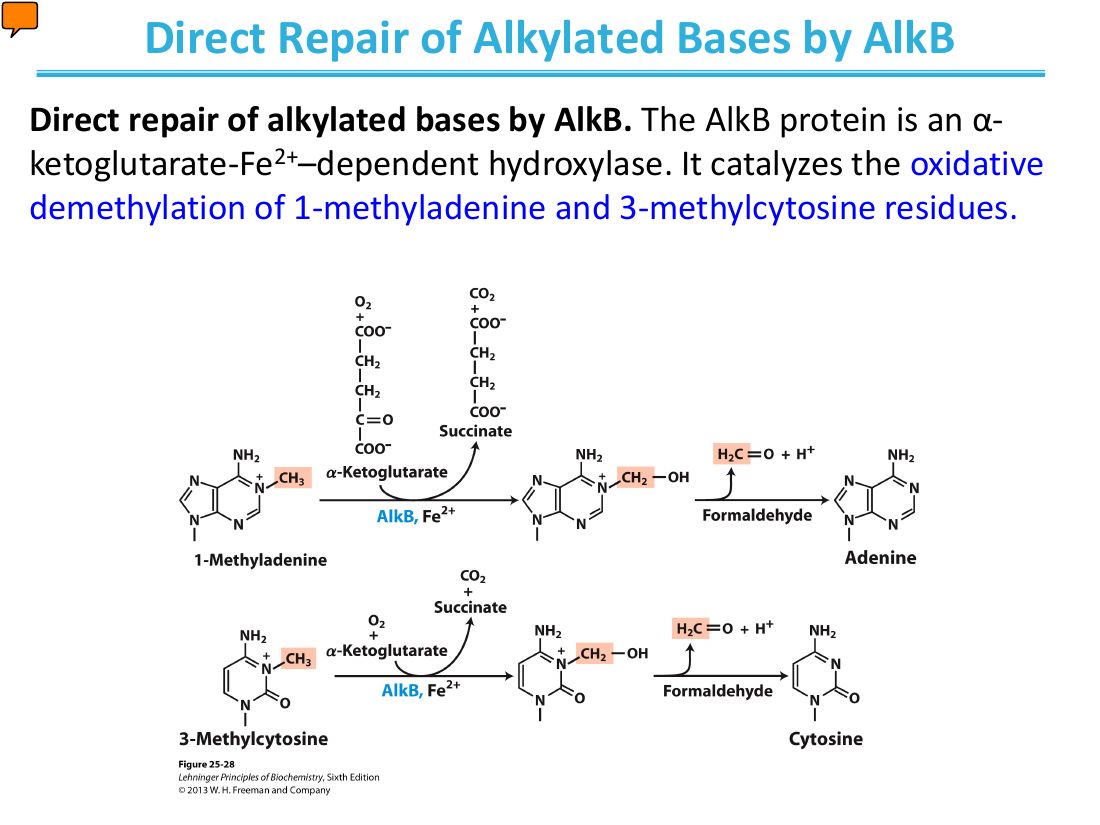 Direct Repair of Alkylated Bases by AlkB
Direct repair of alkylated bases by AlkB. The AlkB protein is an α-
ketoglutarate-Fe²⁺–dependent hydroxylase. It catalyzes the oxidative
demethylation of 1-methyladenine and 3-methylcytosine residues.
O₂
+
COO⁻
CH₂
CH₂
C=O
COO⁻
α-Ketoglutarate
CO₂
+
COO⁻
CH₂
CH₂
COO⁻
Succinate
NH₂
N
N
N
+
N
CH₃
1-Methyladenine
AlkB, Fe²⁺
NH₂
N
N
N
+
N
CH₂—OH
H₂C=O + H⁺
Formaldehyde
NH₂
N
N
N
N
Adenine
CO₂
+
Succinate
O₂
+
α-Ketoglutarate
NH₂
+
N
CH₃
N
O
3-Methylcytosine
AlkB, Fe²⁺
NH₂
+
N
CH₂—OH
N
O
H₂C=O + H⁺
Formaldehyde
NH₂
N
N
O
Cytosine
Figure 25-28
Lehninger Principles of Biochemistry, Sixth Edition
© 2013 W. H. Freeman and Company